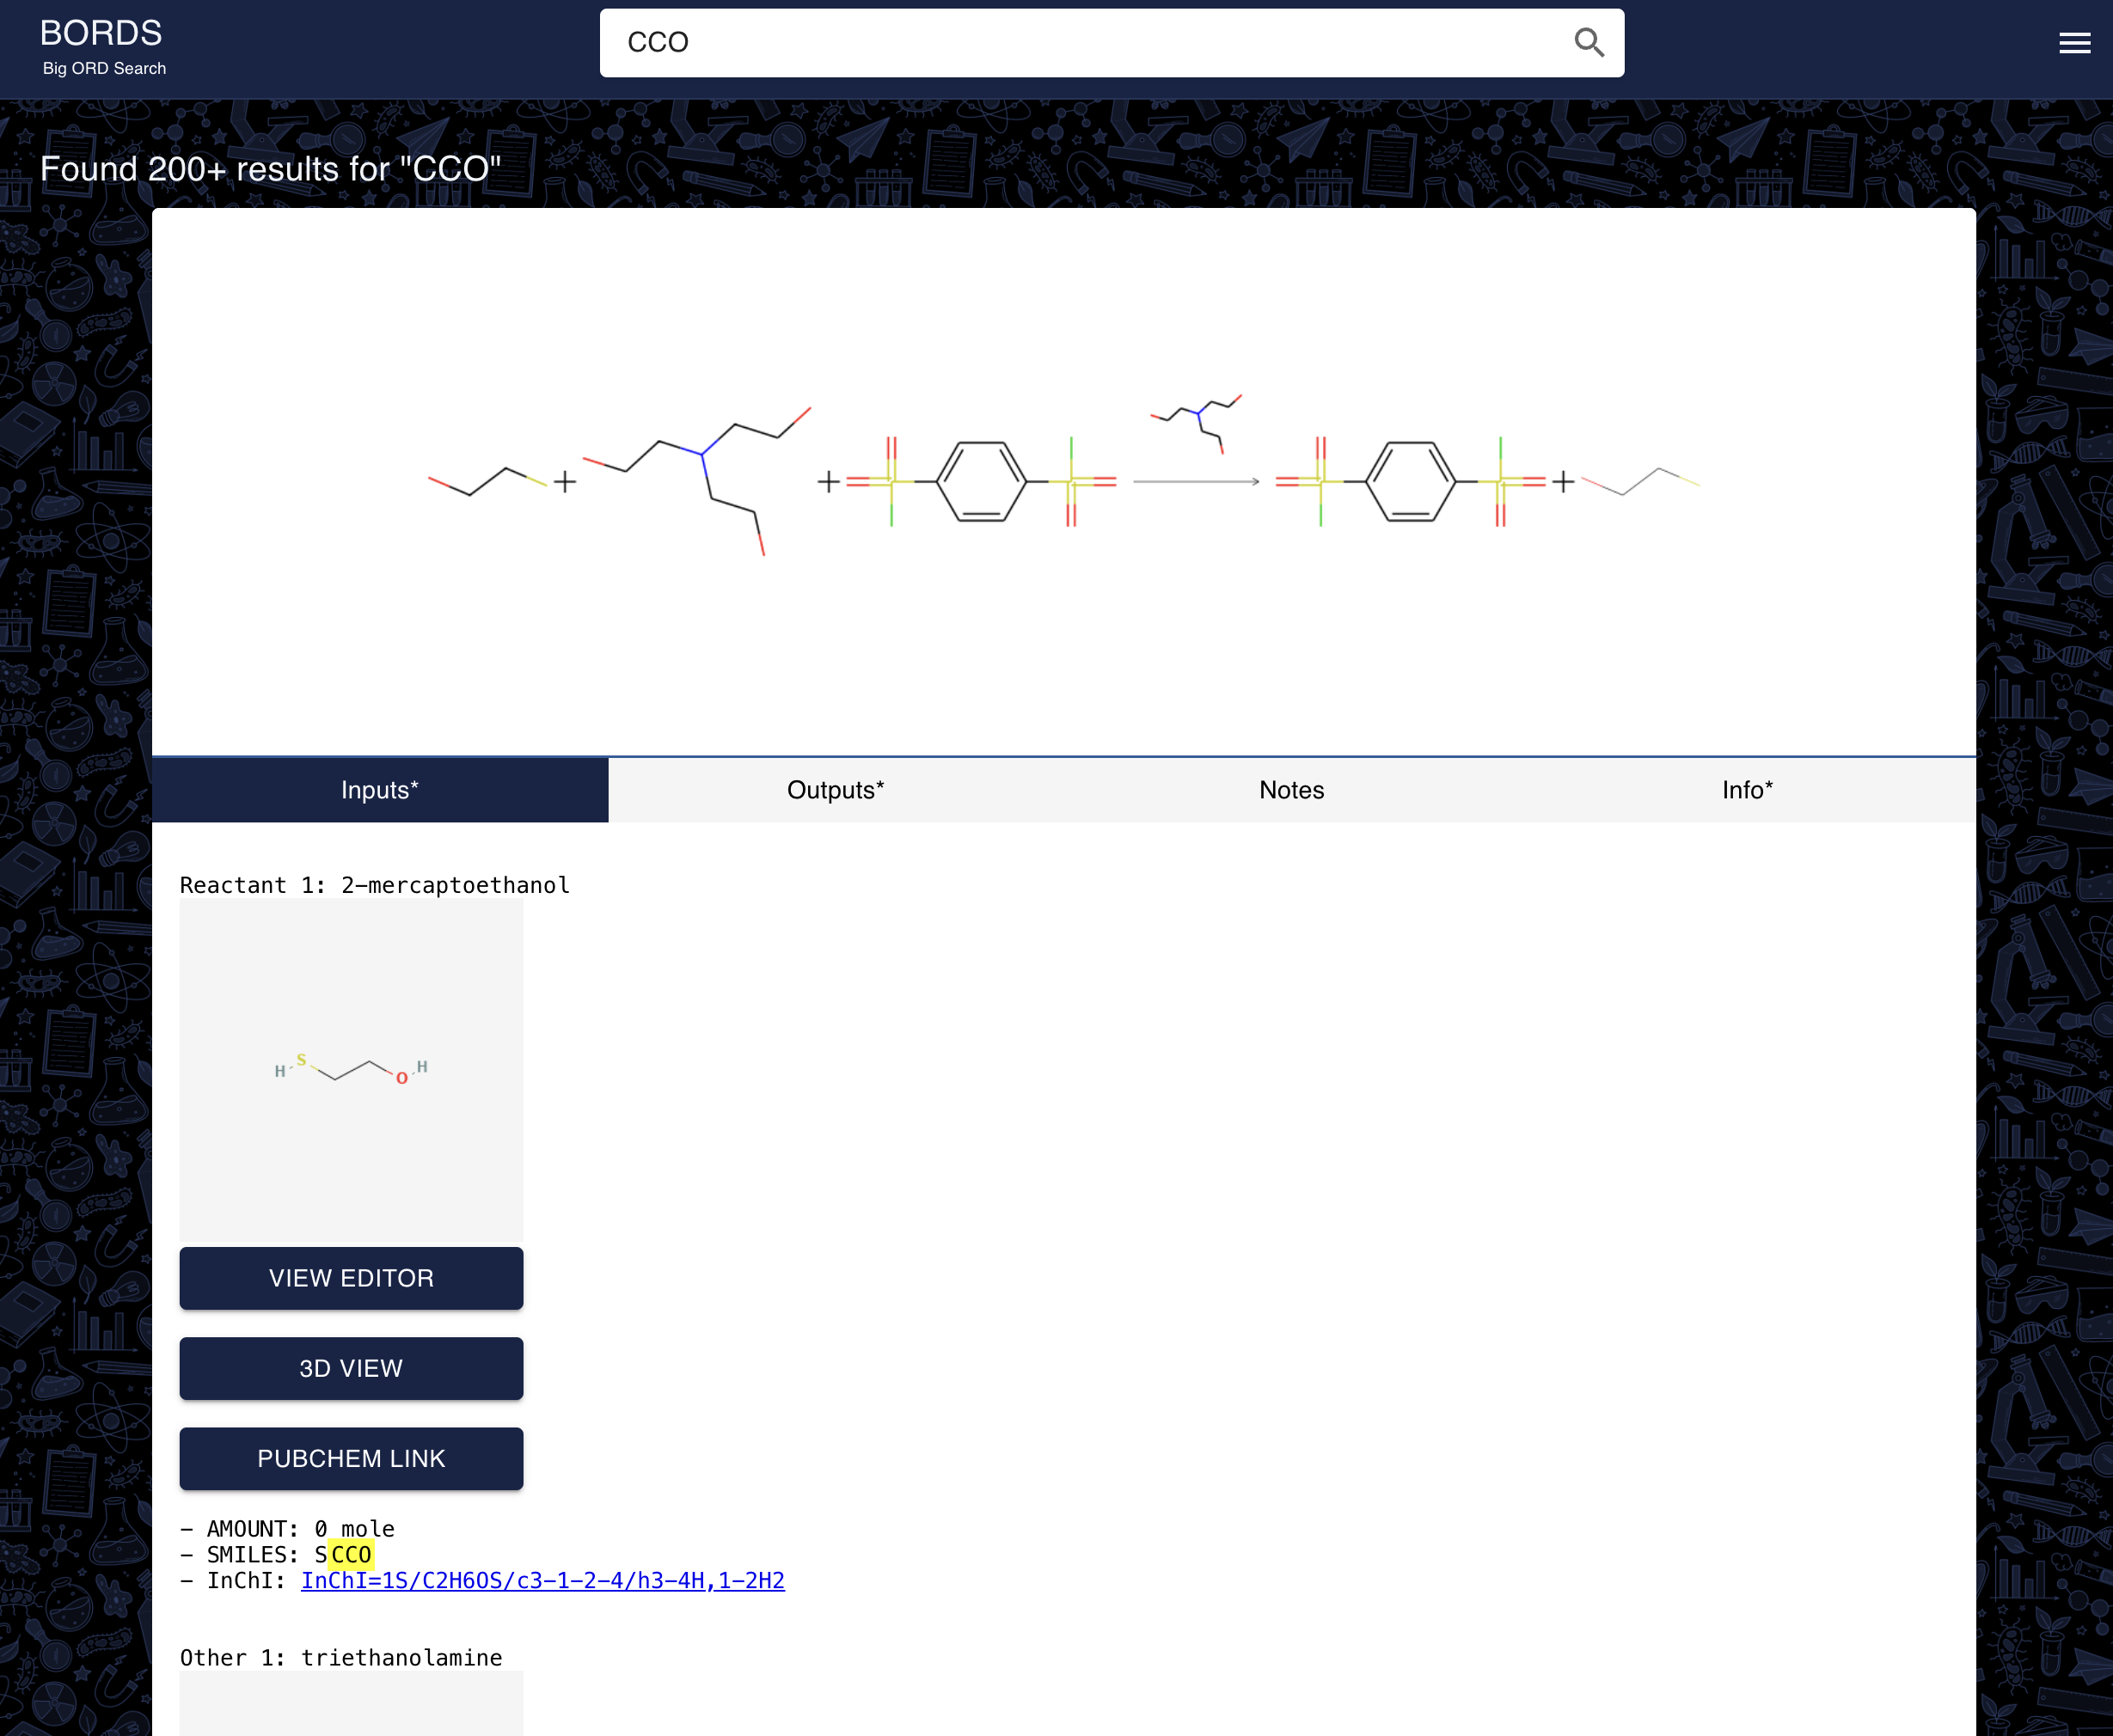 BORDS
Big ORD Search
CCO
Found 200+ results for "CCO"
+
+
+
Inputs*
Outputs*
Notes
Info*
Reactant 1: 2-mercaptoethanol
H S O H
VIEW EDITOR
3D VIEW
PUBCHEM LINK
- AMOUNT: 0 mole
- SMILES: SCCO
- InChI: InChI=1S/C2H6OS/c3-1-2-4/h3-4H,1-2H2
Other 1: triethanolamine